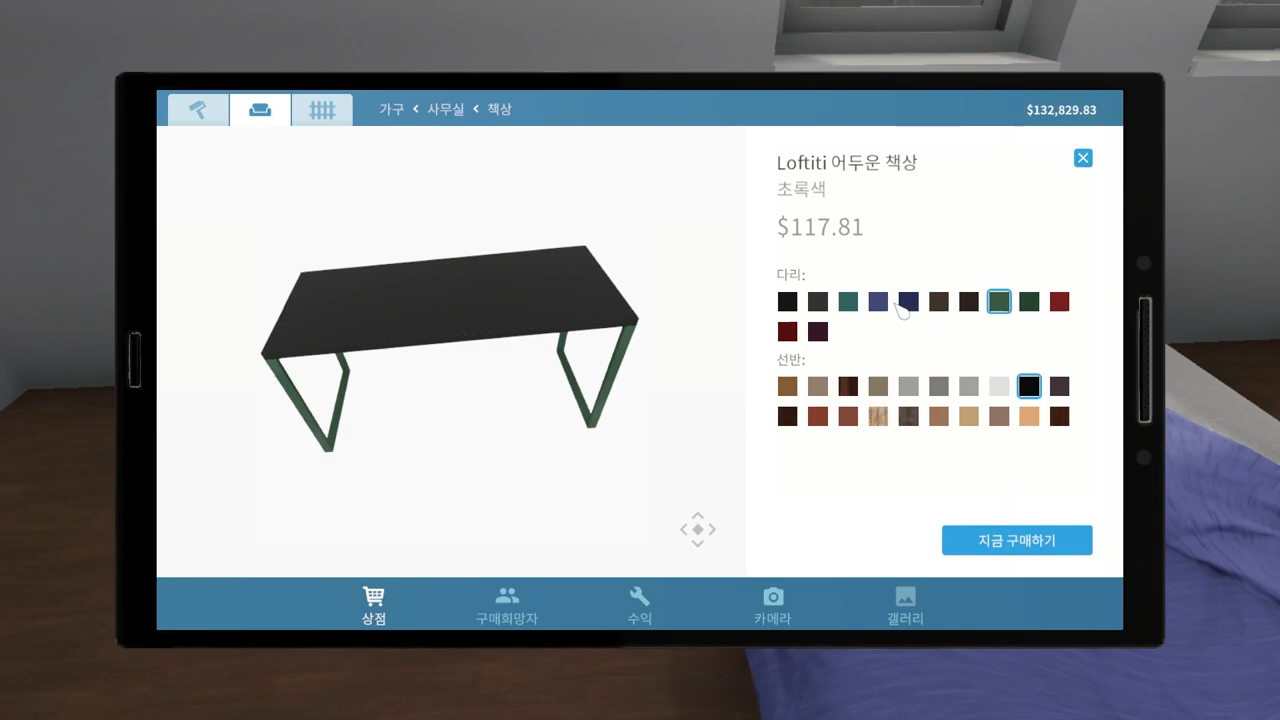 가구 < 사무실 < 책상
$132,829.83
Loftiti 어두운 책상
초록색
$117.81
다리:
선반:
지금 구매하기
상점
구매희망자
수익
카메라
갤러리